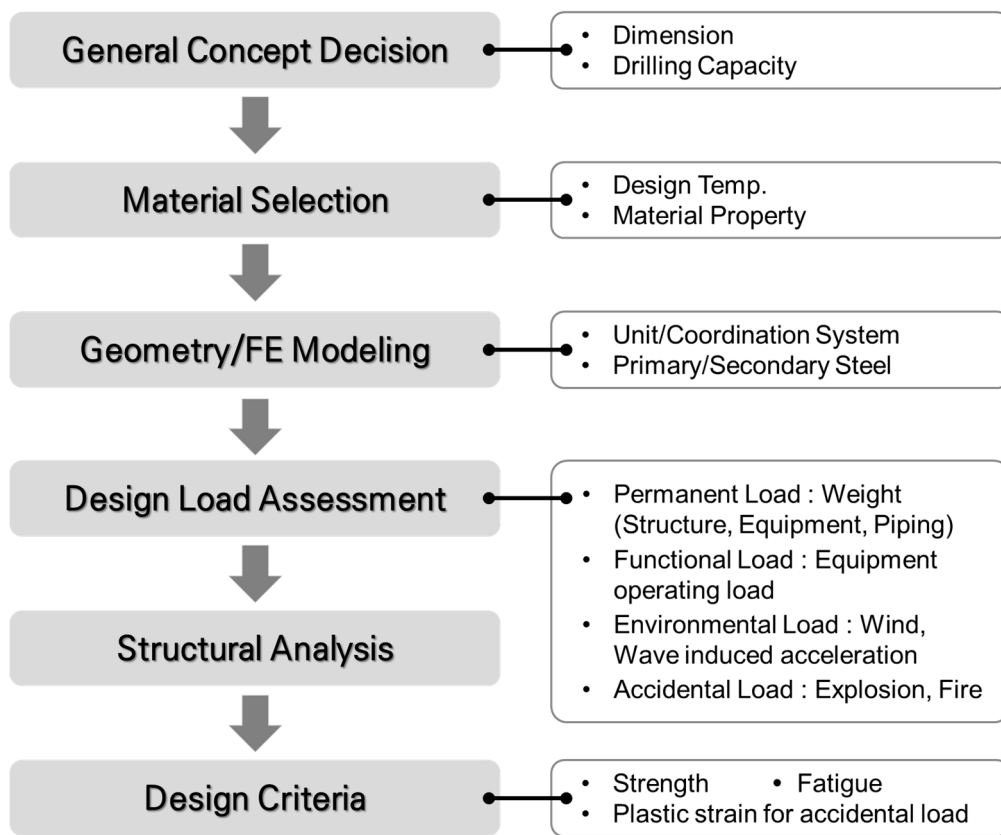 General Concept Decision
• Dimension
• Drilling Capacity
Material Selection
• Design Temp.
• Material Property
Geometry/FE Modeling
• Unit/Coordination System
• Primary/Secondary Steel
Design Load Assessment
• Permanent Load : Weight
(Structure, Equipment, Piping)
• Functional Load : Equipment
operating load
• Environmental Load : Wind,
Wave induced acceleration
• Accidental Load : Explosion, Fire
Structural Analysis
Design Criteria
• Strength • Fatigue
• Plastic strain for accidental load